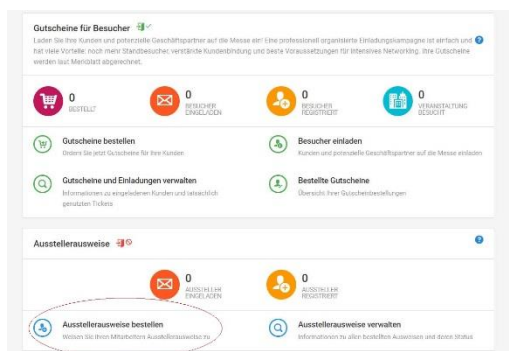 Gutscheine für Besucher
Laden Sie Ihre Kunden und potenzielle Geschäftspartner auf die Messe ein! Eine professionell organisierte Einladungskampagne ist einfach und
hat viele Vorteile: noch mehr Standbesucher, verstärkte Kundenbindung und beste Voraussetzungen für intensives Networking. Ihre Gutscheine
werden laut Merkblatt abgerechnet.
0
BESTELLT
0
BESUCHER
EINGELADEN
0
BESUCHER
REGISTRIERT
0
VERANSTALTUNG
BESUCHT
Gutscheine bestellen
Ordern Sie jetzt Gutscheine für Ihre Kunden
Besucher einladen
Kunden und potenzielle Geschäftspartner auf die Messe einladen
Gutscheine und Einladungen verwalten
Informationen zu eingeladenen Kunden und tatsächlich
genutzten Tickets
Bestellte Gutscheine
Übersicht Ihrer Gutscheinbestellungen
Ausstellerausweise
0
AUSSTELLER
EINGELADEN
0
AUSSTELLER
REGISTRIERT
Ausstellerausweise bestellen
Weisen Sie Ihren Mitarbeitern Ausstellerausweise zu
Ausstellerausweise verwalten
Informationen zu allen bestellten Ausweisen und deren Status